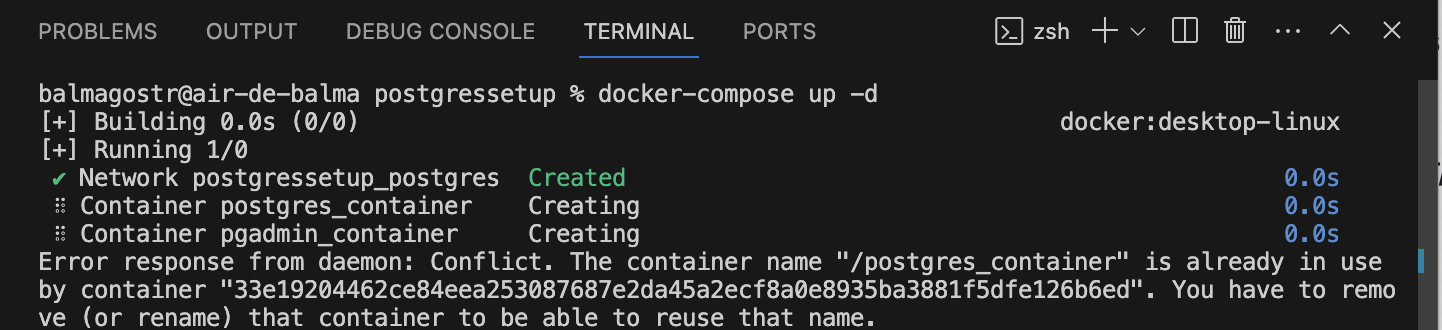 PROBLEMS OUTPUT DEBUG CONSOLE TERMINAL PORTS zsh
balmagostr@air-de-balma postgressetup % docker-compose up -d
[+] Building 0.0s (0/0) docker:desktop-linux
[+] Running 1/0
✔ Network postgressetup_postgres Created 0.0s
⠿ Container postgres_container Creating 0.0s
⠿ Container pgadmin_container Creating 0.0s
Error response from daemon: Conflict. The container name "/postgres_container" is already in use
by container "33e19204462ce84eea253087687e2da45a2ecf8a0e8935ba3881f5dfe126b6ed". You have to remo
ve (or rename) that container to be able to reuse that name.